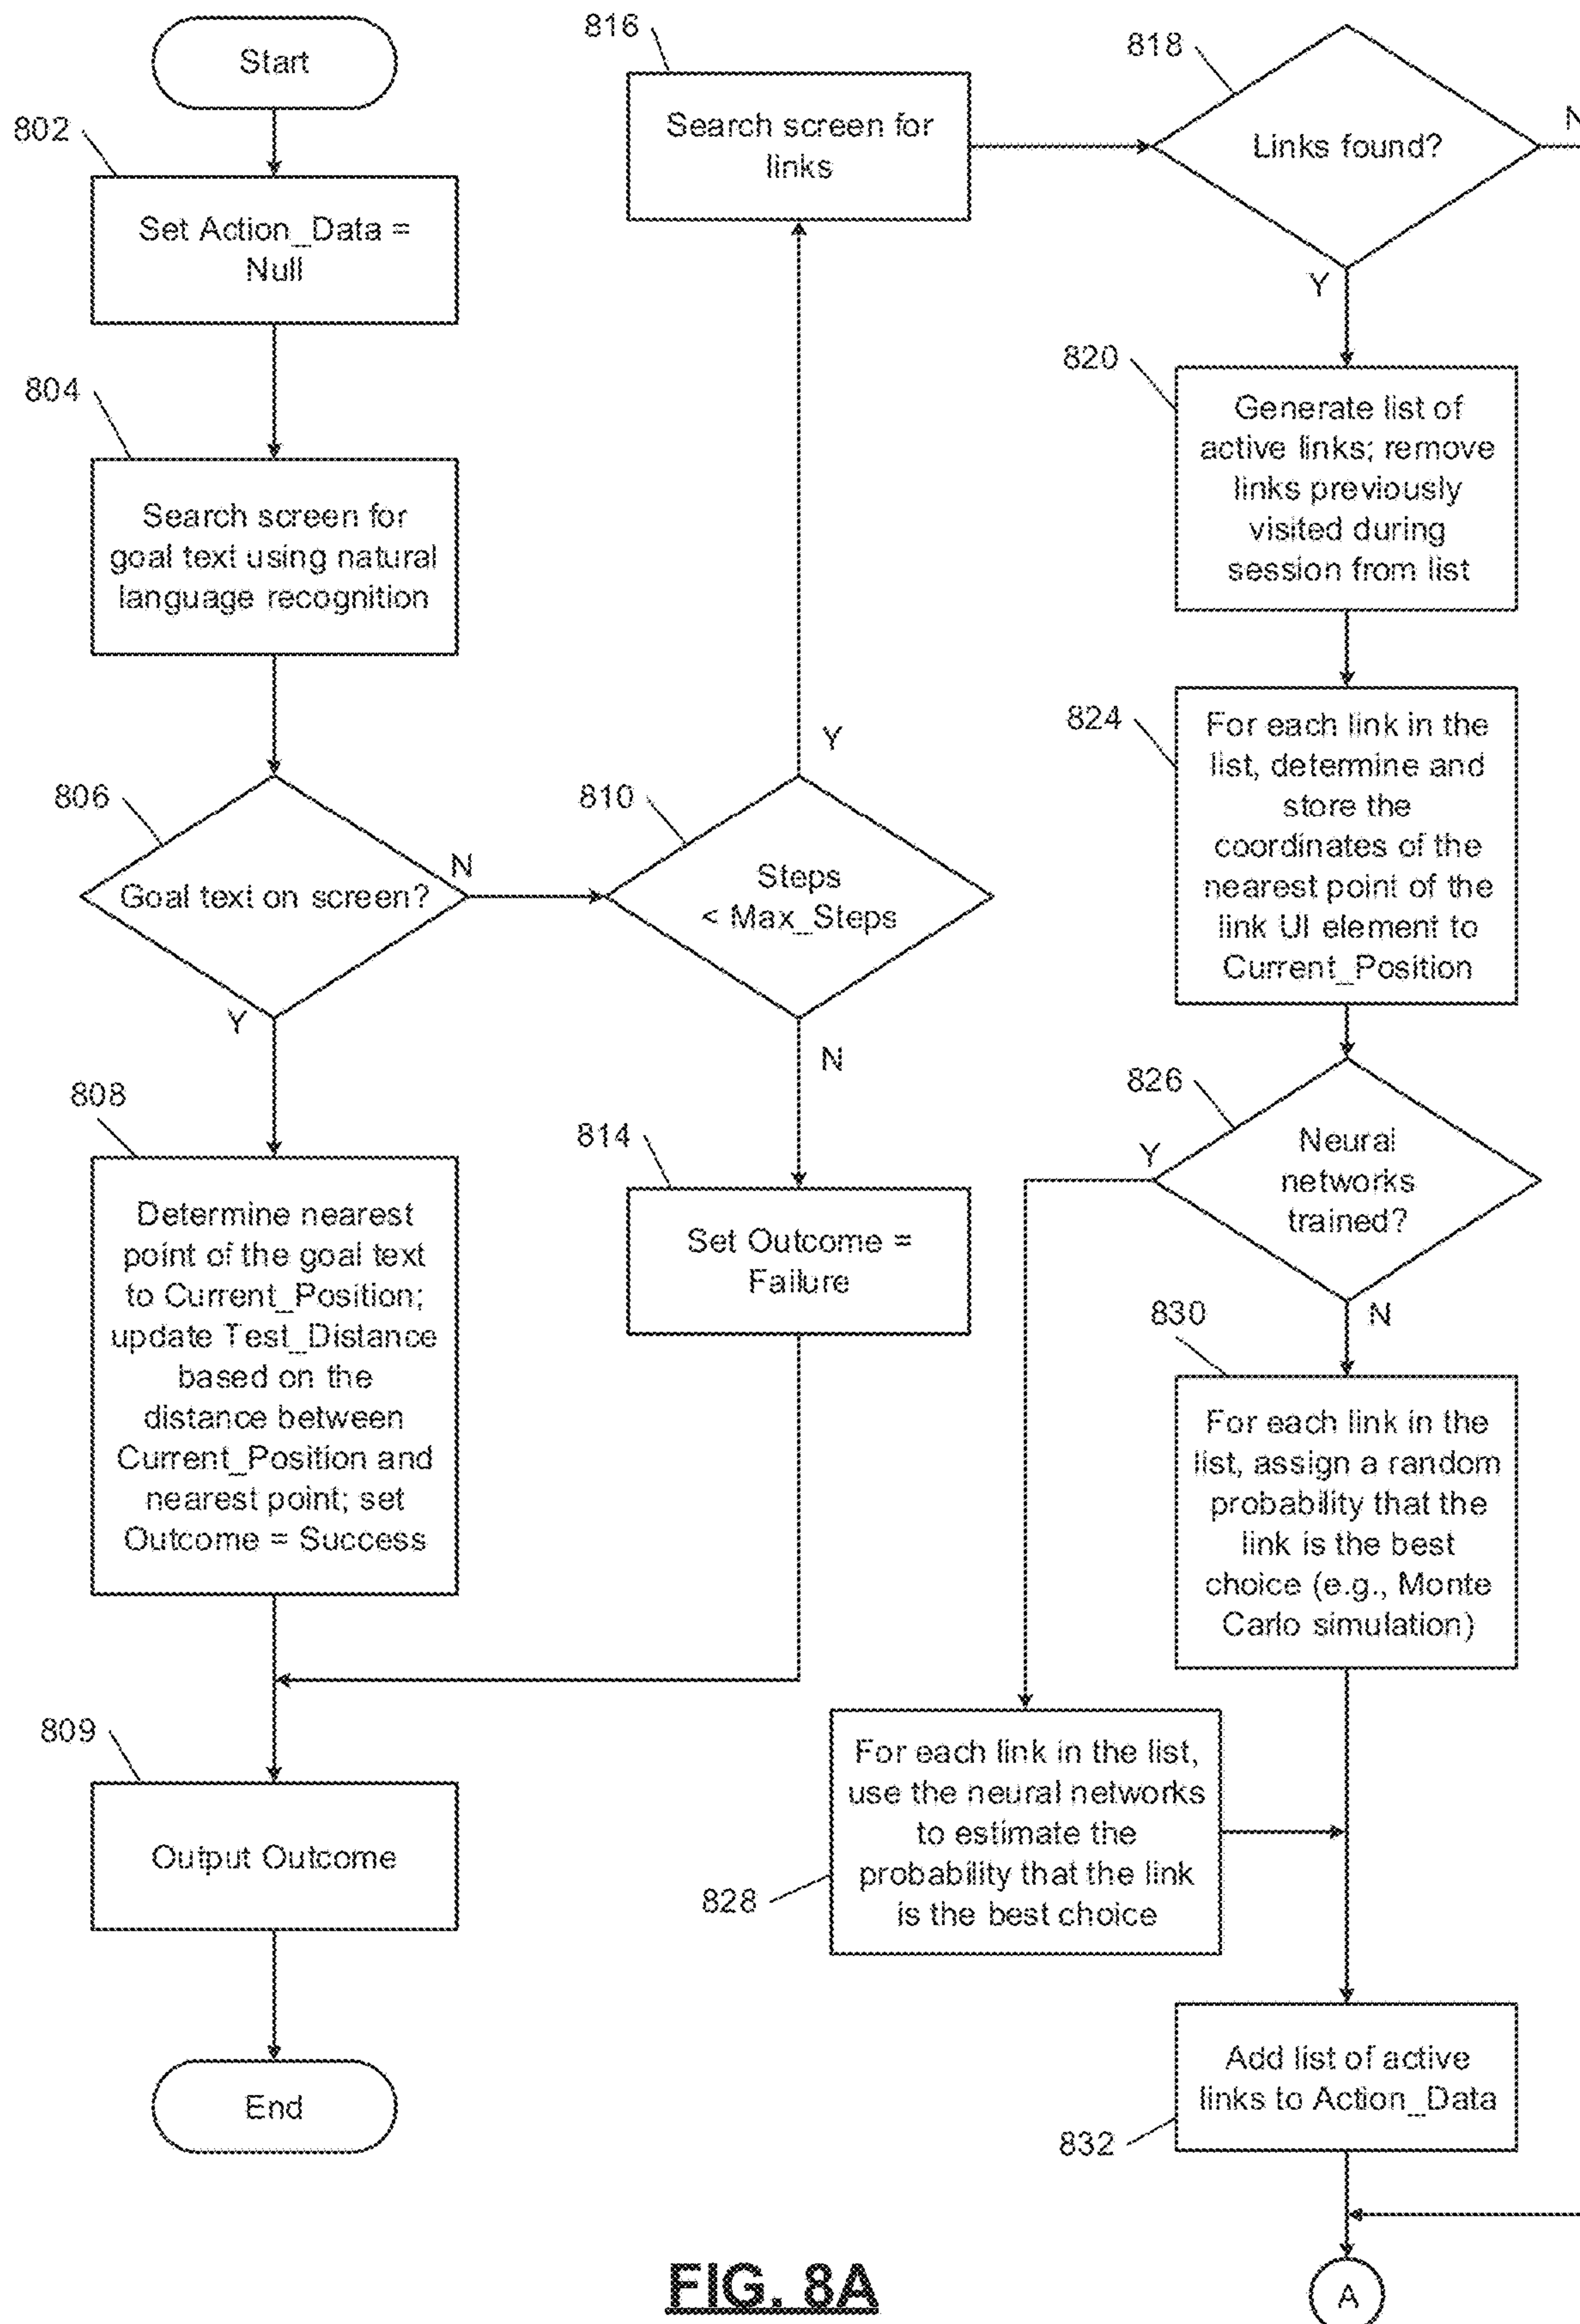 Start
802
Set Action_Data =
Null
804
Search screen for
goal text using natural
language recognition
806
Goal text on screen?
N
Y
808
Determine nearest
point of the goal text
to Current_Position;
update Test_Distance
based on the
distance between
Current_Position and
nearest point; set
Outcome = Success
809
Output Outcome
End
816
Search screen for
links
Y
810
Steps
< Max_Steps
N
814
Set Outcome =
Failure
818
Links found?
N
Y
820
Generate list of
active links; remove
links previously
visited during
session from list
824
For each link in the
list, determine and
store the
coordinates of the
nearest point of the
link UI element to
Current_Position
826
Neural
networks
trained?
Y
N
830
For each link in the
list, assign a random
probability that the
link is the best
choice (e.g., Monte
Carlo simulation)
828
For each link in the list,
use the neural networks
to estimate the
probability that the link
is the best choice
832
Add list of active
links to Action_Data
A
FIG. 8A